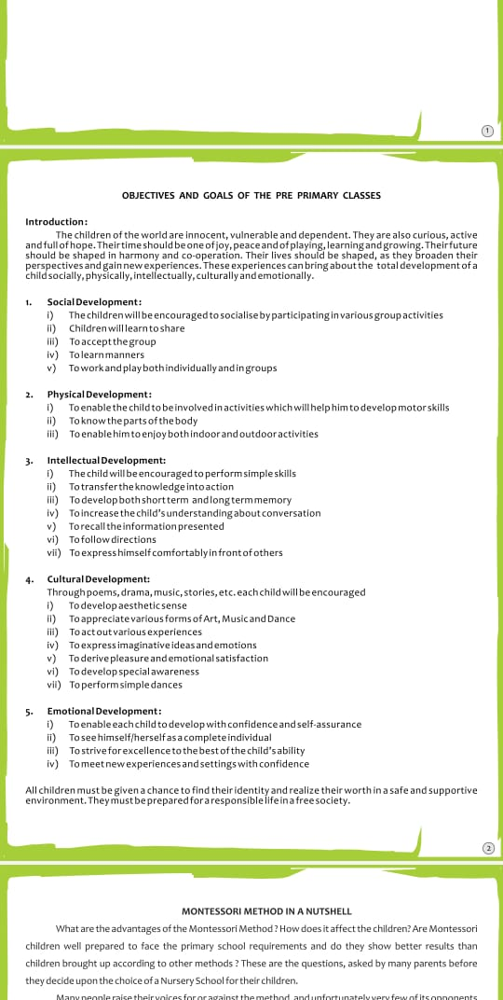 1
OBJECTIVES AND GOALS OF THE PRE PRIMARY CLASSES
Introduction:
The children of the world are innocent, vulnerable and dependent. They are also curious, active
and full of hope. Their time should be one of joy, peace and of playing, learning and growing. Their future
should be shaped in harmony and co-operation. Their lives should be shaped, as they broaden their
perspectives and gain new experiences. These experiences can bring about the total development of a
child socially, physically, intellectually, culturally and emotionally.
1. Social Development:
i) The children will be encouraged to socialise by participating in various group activities
ii) Children will learn to share
iii) To accept the group
iv) To learn manners
v) To work and play both individually and in groups
2. Physical Development:
i) To enable the child to be involved in activities which will help him to develop motor skills
ii) To know the parts of the body
iii) To enable him to enjoy both indoor and outdoor activities
3. Intellectual Development:
i) The child will be encouraged to perform simple skills
ii) To transfer the knowledge into action
iii) To develop both short term and long term memory
iv) To increase the child's understanding about conversation
v) To recall the information presented
vi) To follow directions
vii) To express himself comfortably in front of others
4. Cultural Development:
Through poems, drama, music, stories, etc. each child will be encouraged
i) To develop aesthetic sense
ii) To appreciate various forms of Art, Music and Dance
iii) To act out various experiences
iv) To express imaginative ideas and emotions
v) To derive pleasure and emotional satisfaction
vi) To develop special awareness
vii) To perform simple dances
5. Emotional Development:
i) To enable each child to develop with confidence and self-assurance
ii) To see himself/herself as a complete individual
iii) To strive for excellence to the best of the child's ability
iv) To meet new experiences and settings with confidence
All children must be given a chance to find their identity and realize their worth in a safe and supportive
environment. They must be prepared for a responsible life in a free society.
2
MONTESSORI METHOD IN A NUTSHELL
What are the advantages of the Montessori Method ? How does it affect the children? Are Montessori
children well prepared to face the primary school requirements and do they show better results than
children brought up according to other methods ? These are the questions, asked by many parents before
they decide upon the choice of a Nursery School for their children.
Many people raise their voices for or against the method, and unfortunately very few of its opponents